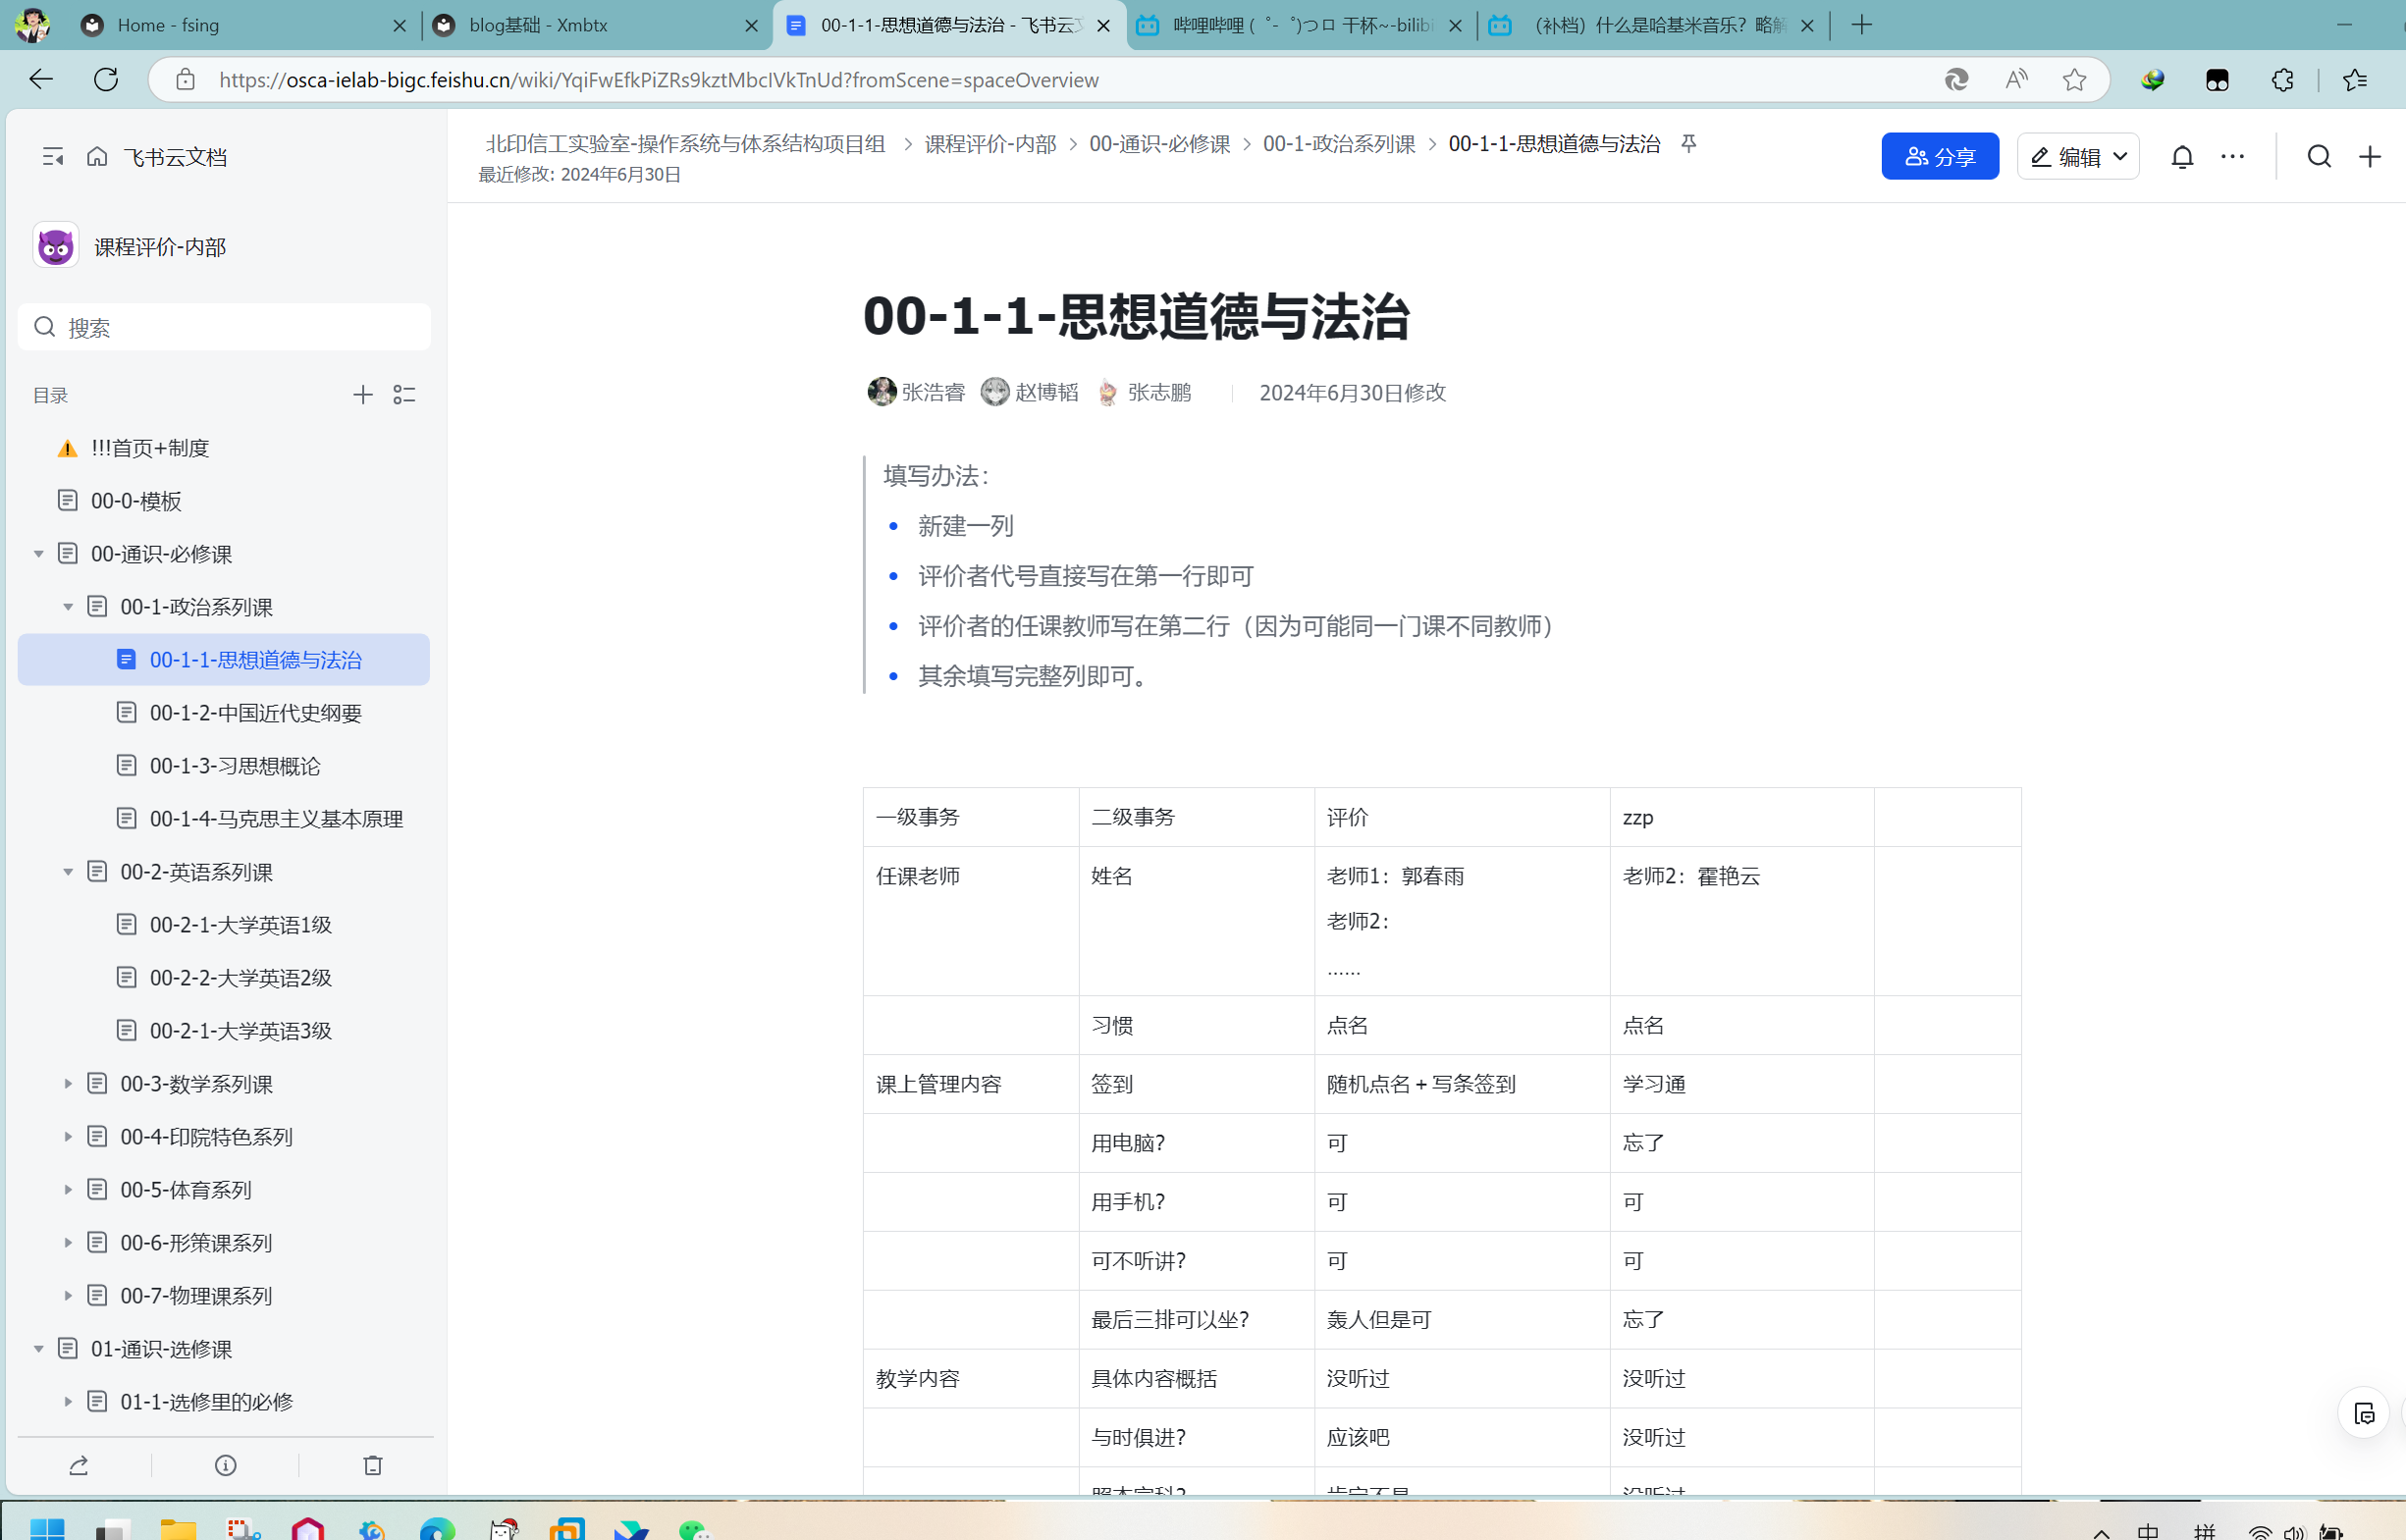 Home - fsing
blog基础 - Xmbtx
00-1-1-思想道德与法治 - 飞书云文
哔哩哔哩 (゜-゜)つロ 干杯~-bilibi
（补档）什么是哈基米音乐？略解
https://osca-ielab-bigc.feishu.cn/wiki/YqiFwEfkPiZRs9kztMbcIVkTnUd?fromScene=spaceOverview
飞书云文档
北印信工实验室-操作系统与体系结构项目组 > 课程评价-内部 > 00-通识-必修课 > 00-1-政治系列课 > 00-1-1-思想道德与法治
最近修改: 2024年6月30日
分享
编辑
课程评价-内部
搜索
目录
!!!首页+制度
00-0-模板
00-通识-必修课
00-1-政治系列课
00-1-1-思想道德与法治
00-1-2-中国近代史纲要
00-1-3-习思想概论
00-1-4-马克思主义基本原理
00-2-英语系列课
00-2-1-大学英语1级
00-2-2-大学英语2级
00-2-1-大学英语3级
00-3-数学系列课
00-4-印院特色系列
00-5-体育系列
00-6-形策课系列
00-7-物理课系列
01-通识-选修课
01-1-选修里的必修
00-1-1-思想道德与法治
张浩睿 赵博韬 张志鹏 2024年6月30日修改
填写办法：
新建一列
评价者代号直接写在第一行即可
评价者的任课教师写在第二行（因为可能同一门课不同教师）
其余填写完整列即可。
一级事务 二级事务 评价 zzp
任课老师 姓名 老师1：郭春雨 老师2：霍艳云
老师2：
......
习惯 点名 点名
课上管理内容 签到 随机点名 + 写条签到 学习通
用电脑？ 可 忘了
用手机？ 可 可
可不听讲？ 可 可
最后三排可以坐？ 轰人但是可 忘了
教学内容 具体内容概括 没听过 没听过
与时俱进？ 应该吧 没听过
中 拼